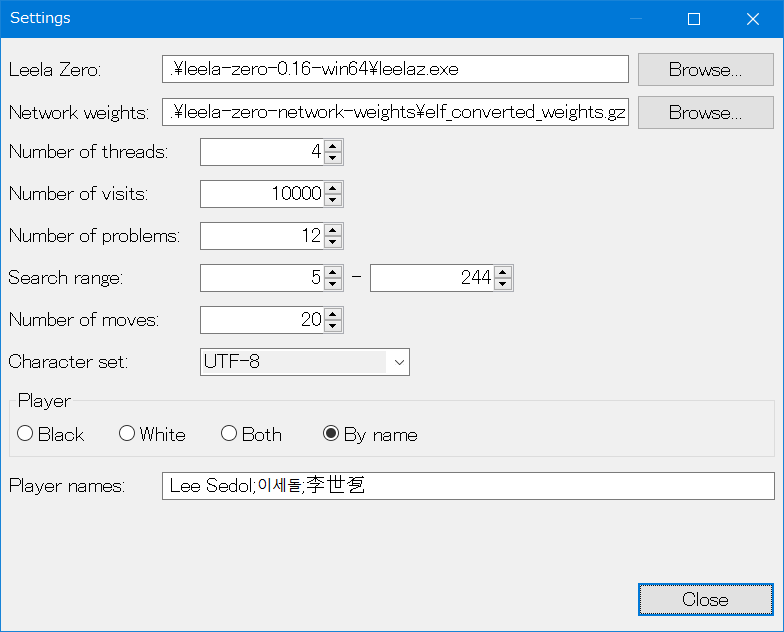 Settings
Leela Zero: .¥leela-zero-0.16-win64¥leelaz.exe Browse...
Network weights: .¥leela-zero-network-weights¥elf_converted_weights.gz Browse...
Number of threads: 4
Number of visits: 10000
Number of problems: 12
Search range: 5 - 244
Number of moves: 20
Character set: UTF-8
Player
Black White Both By name
Player names: Lee Sedol;이세돌;李世乭
Close